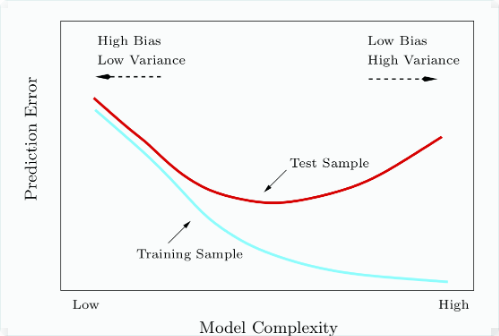 High Bias
Low Variance
Low Bias
High Variance
Prediction Error
Test Sample
Training Sample
Low
High
Model Complexity